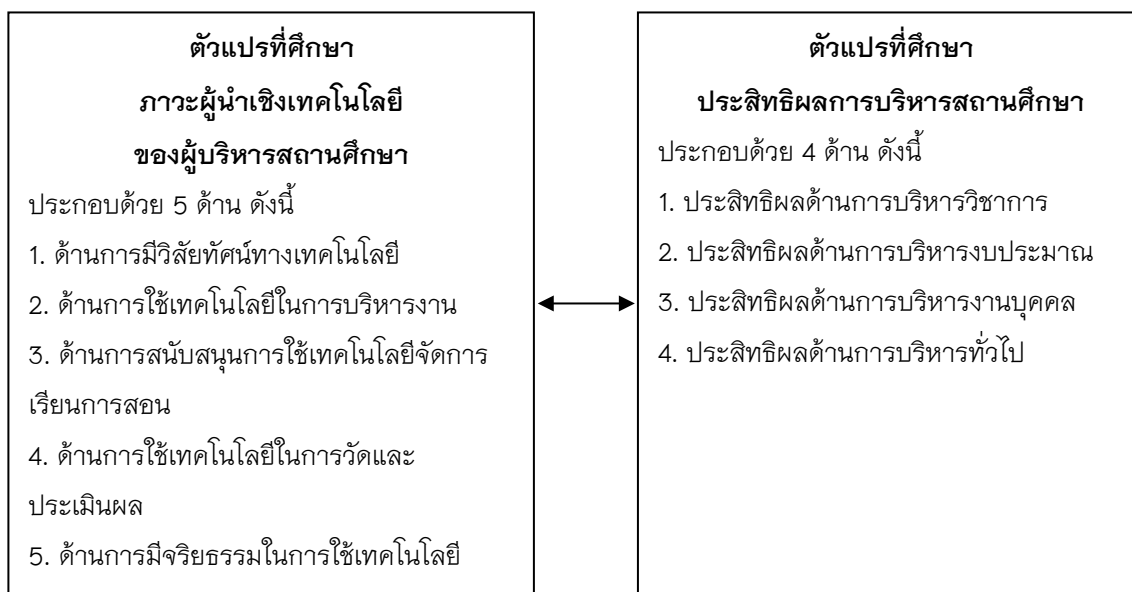 ตัวแปรที่ศึกษา
ภาวะผู้นำเชิงเทคโนโลยี
ของผู้บริหารสถานศึกษา
ประกอบด้วย 5 ด้าน ดังนี้
1. ด้านการมีวิสัยทัศน์ทางเทคโนโลยี
2. ด้านการใช้เทคโนโลยีในการบริหารงาน
3. ด้านการสนับสนุนการใช้เทคโนโลยีจัดการ
เรียนการสอน
4. ด้านการใช้เทคโนโลยีในการวัดและ
ประเมินผล
5. ด้านการมีจริยธรรมในการใช้เทคโนโลยี
ตัวแปรที่ศึกษา
ประสิทธิผลการบริหารสถานศึกษา
ประกอบด้วย 4 ด้าน ดังนี้
1. ประสิทธิผลด้านการบริหารวิชาการ
2. ประสิทธิผลด้านการบริหารงบประมาณ
3. ประสิทธิผลด้านการบริหารงานบุคคล
4. ประสิทธิผลด้านการบริหารทั่วไป